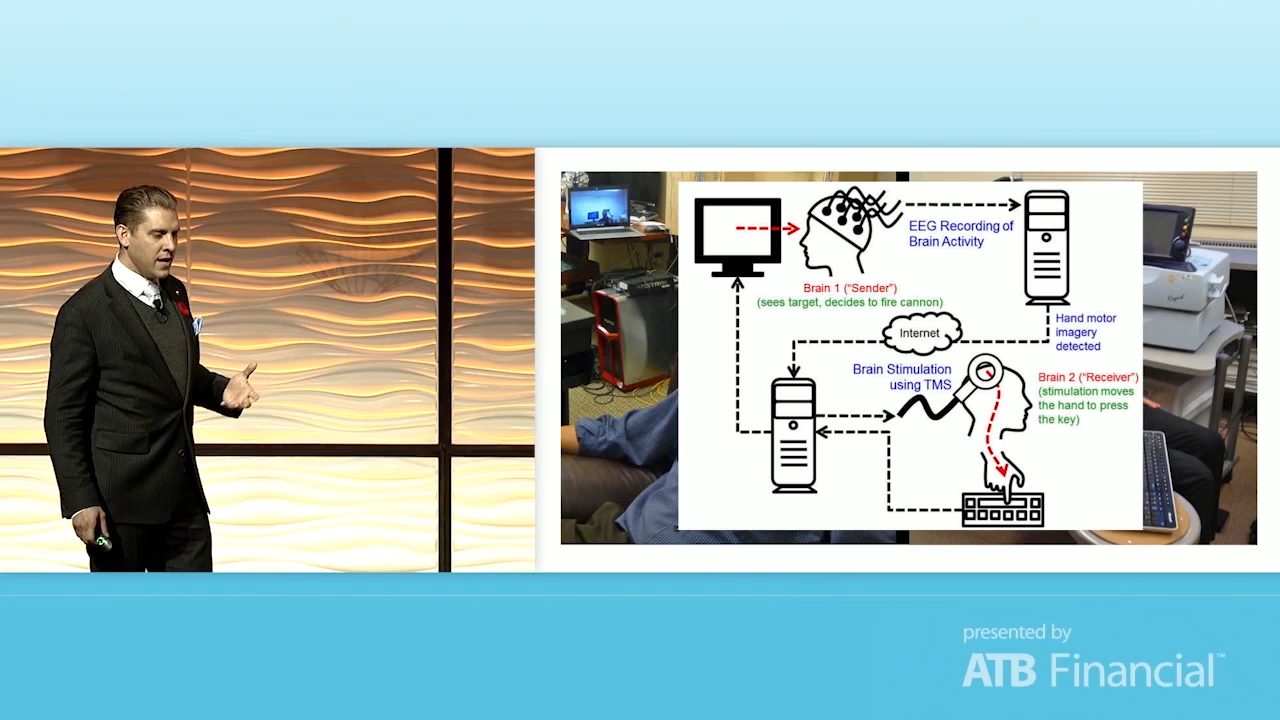 EEG Recording of
Brain Activity
Brain 1 ("Sender")
(sees target, decides to fire cannon)
Internet
Hand motor
imagery
detected
Brain Stimulation
using TMS
Brain 2 ("Receiver")
(stimulation moves
the hand to press
the key)
presented by
ATB Financial™